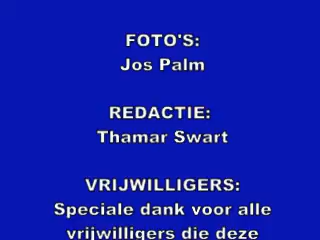 FOTO'S:
Jos Palm
REDACTIE:
Thamar Swart
VRIJWILLIGERS:
Speciale dank voor alle
vrijwilligers die deze